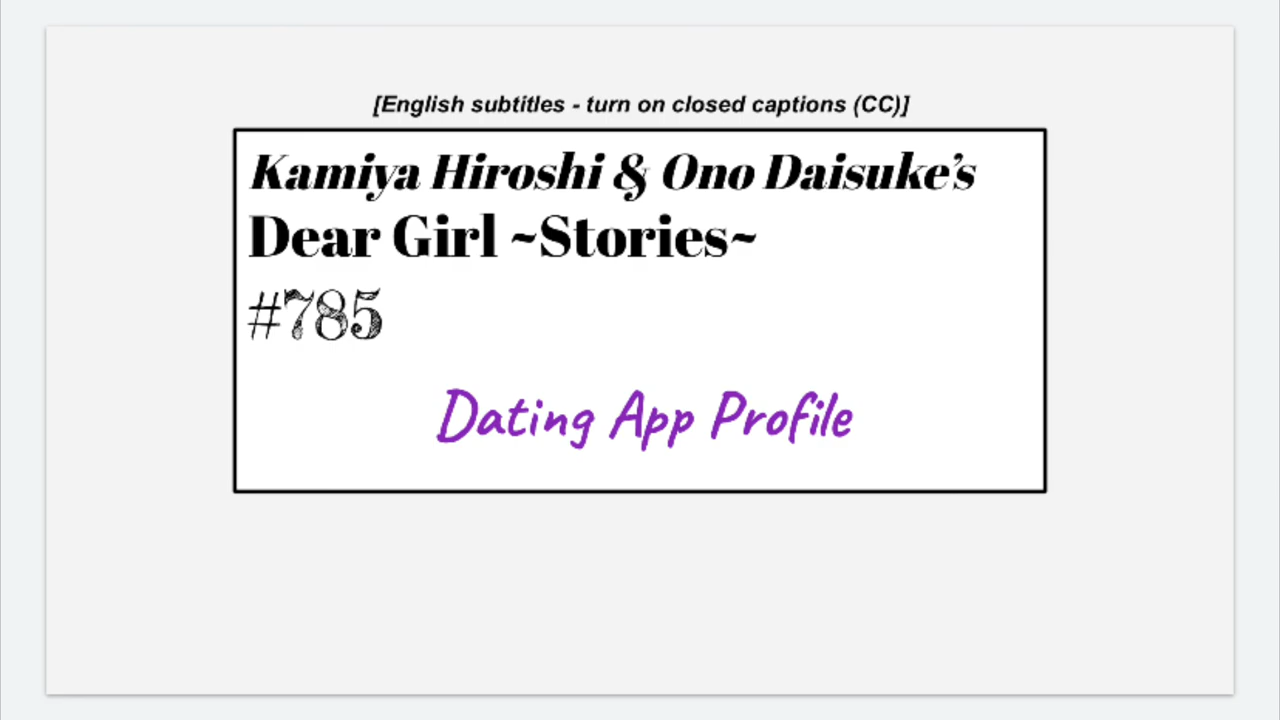 [English subtitles - turn on closed captions (CC)]
Kamiya Hiroshi & Ono Daisuke’s
Dear Girl ~Stories~
#785
Dating App Profile